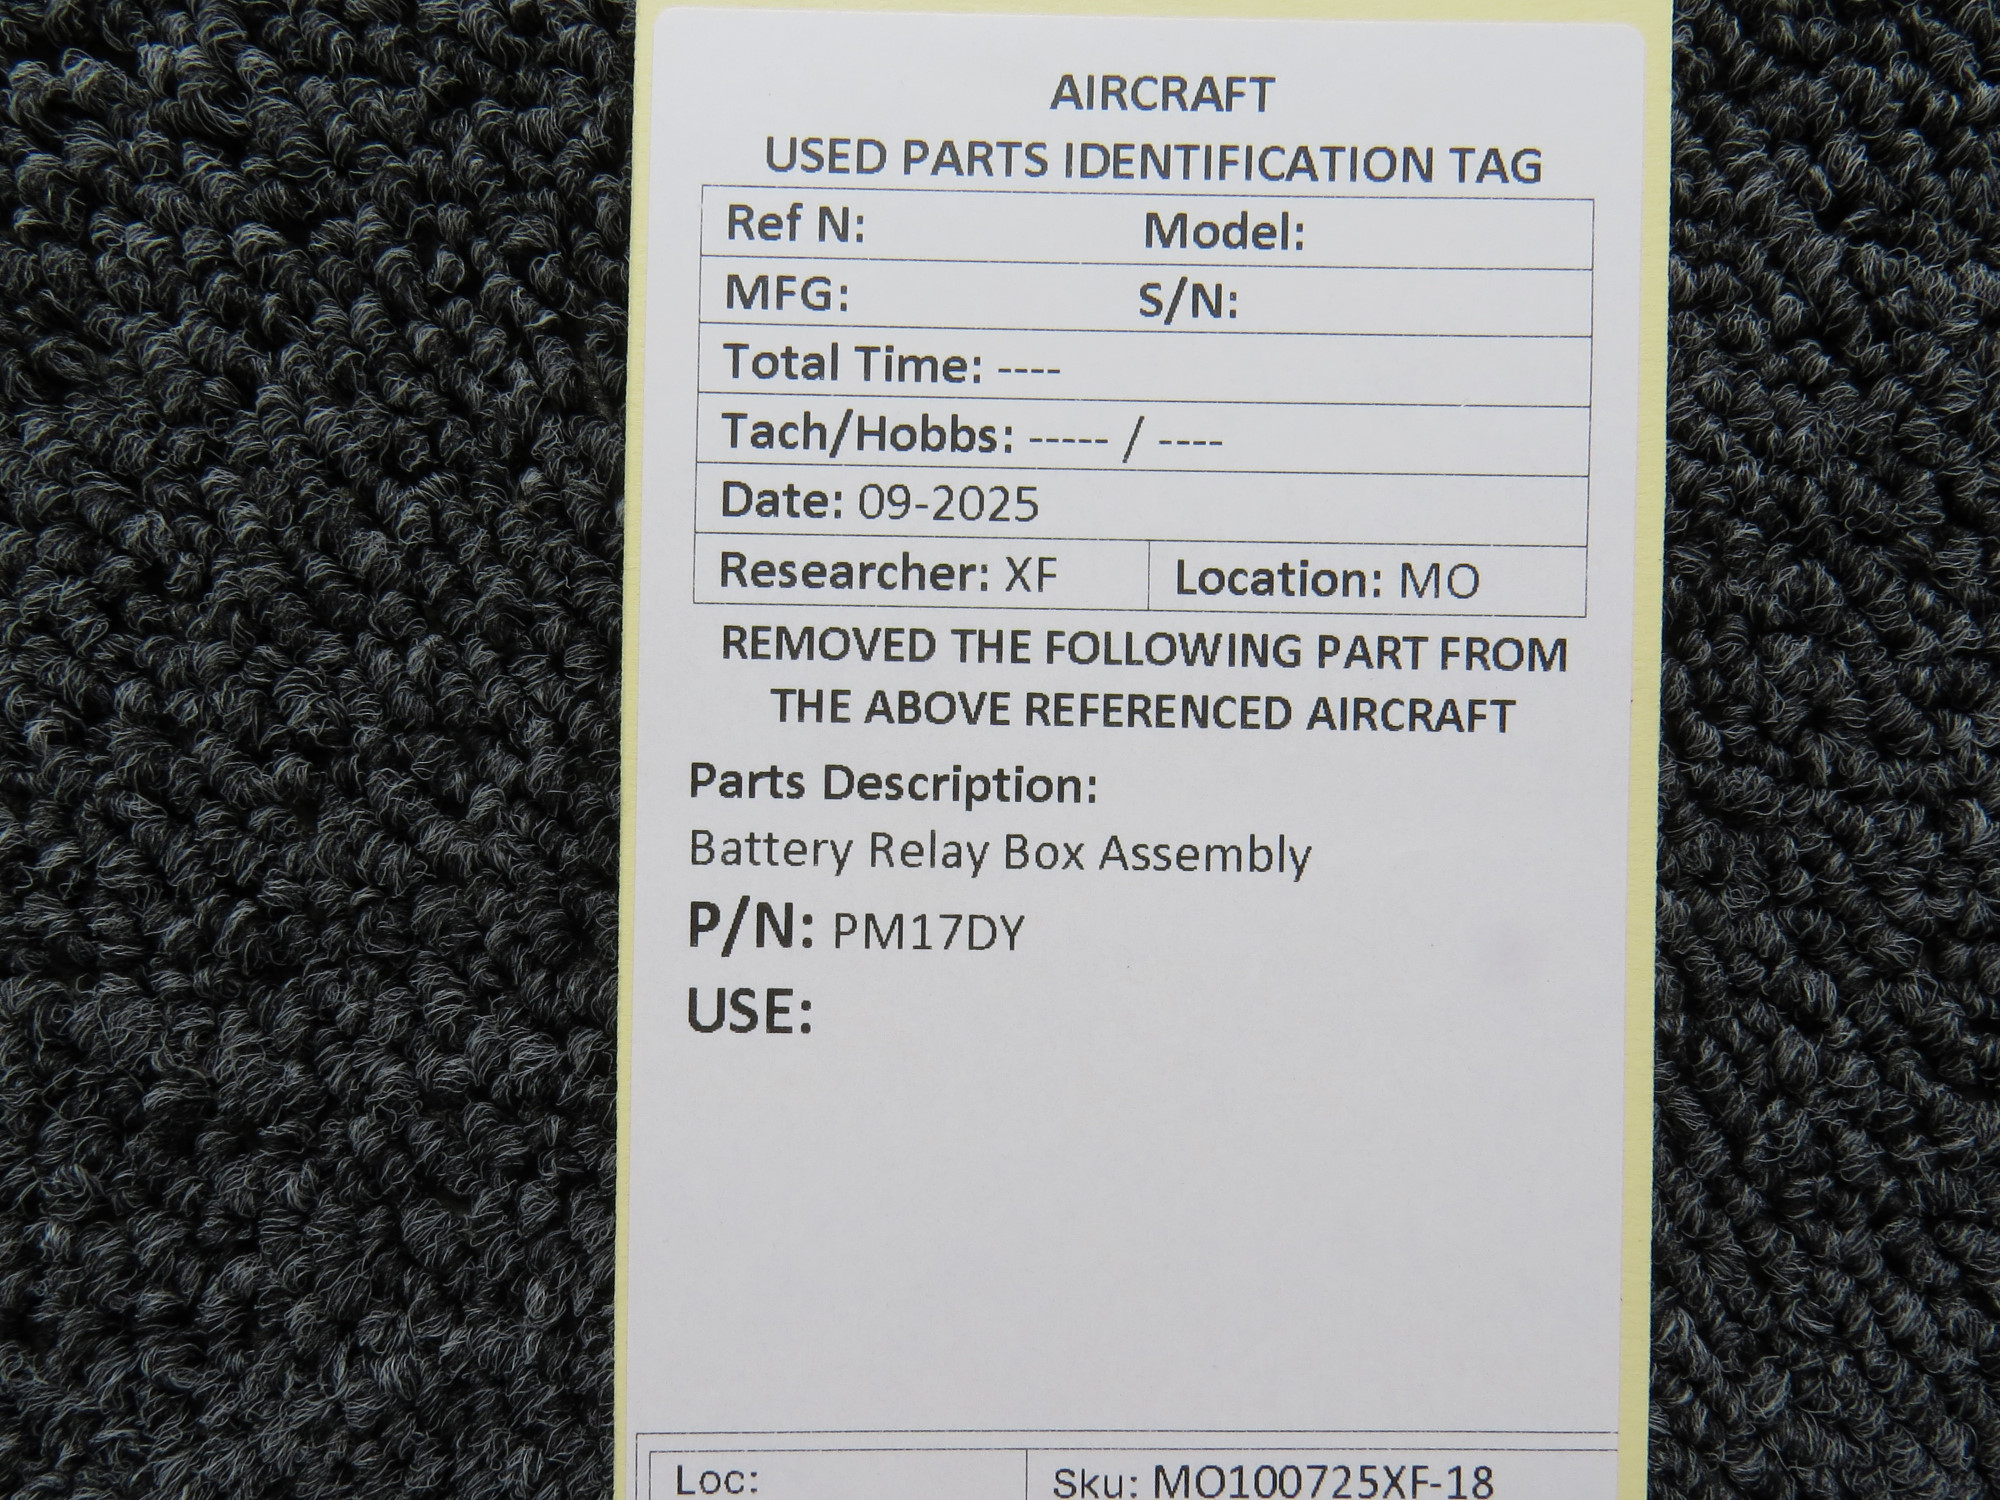 AIRCRAFT
USED PARTS IDENTIFICATION TAG
Ref N: Model:
MFG: S/N:
Total Time: ----
Tach/Hobbs: ----- / ----
Date: 09-2025
Researcher: XF Location: MO
REMOVED THE FOLLOWING PART FROM
THE ABOVE REFERENCED AIRCRAFT
Parts Description:
Battery Relay Box Assembly
P/N: PM17DY
USE:
Loc: Sku: MO100725XF-18